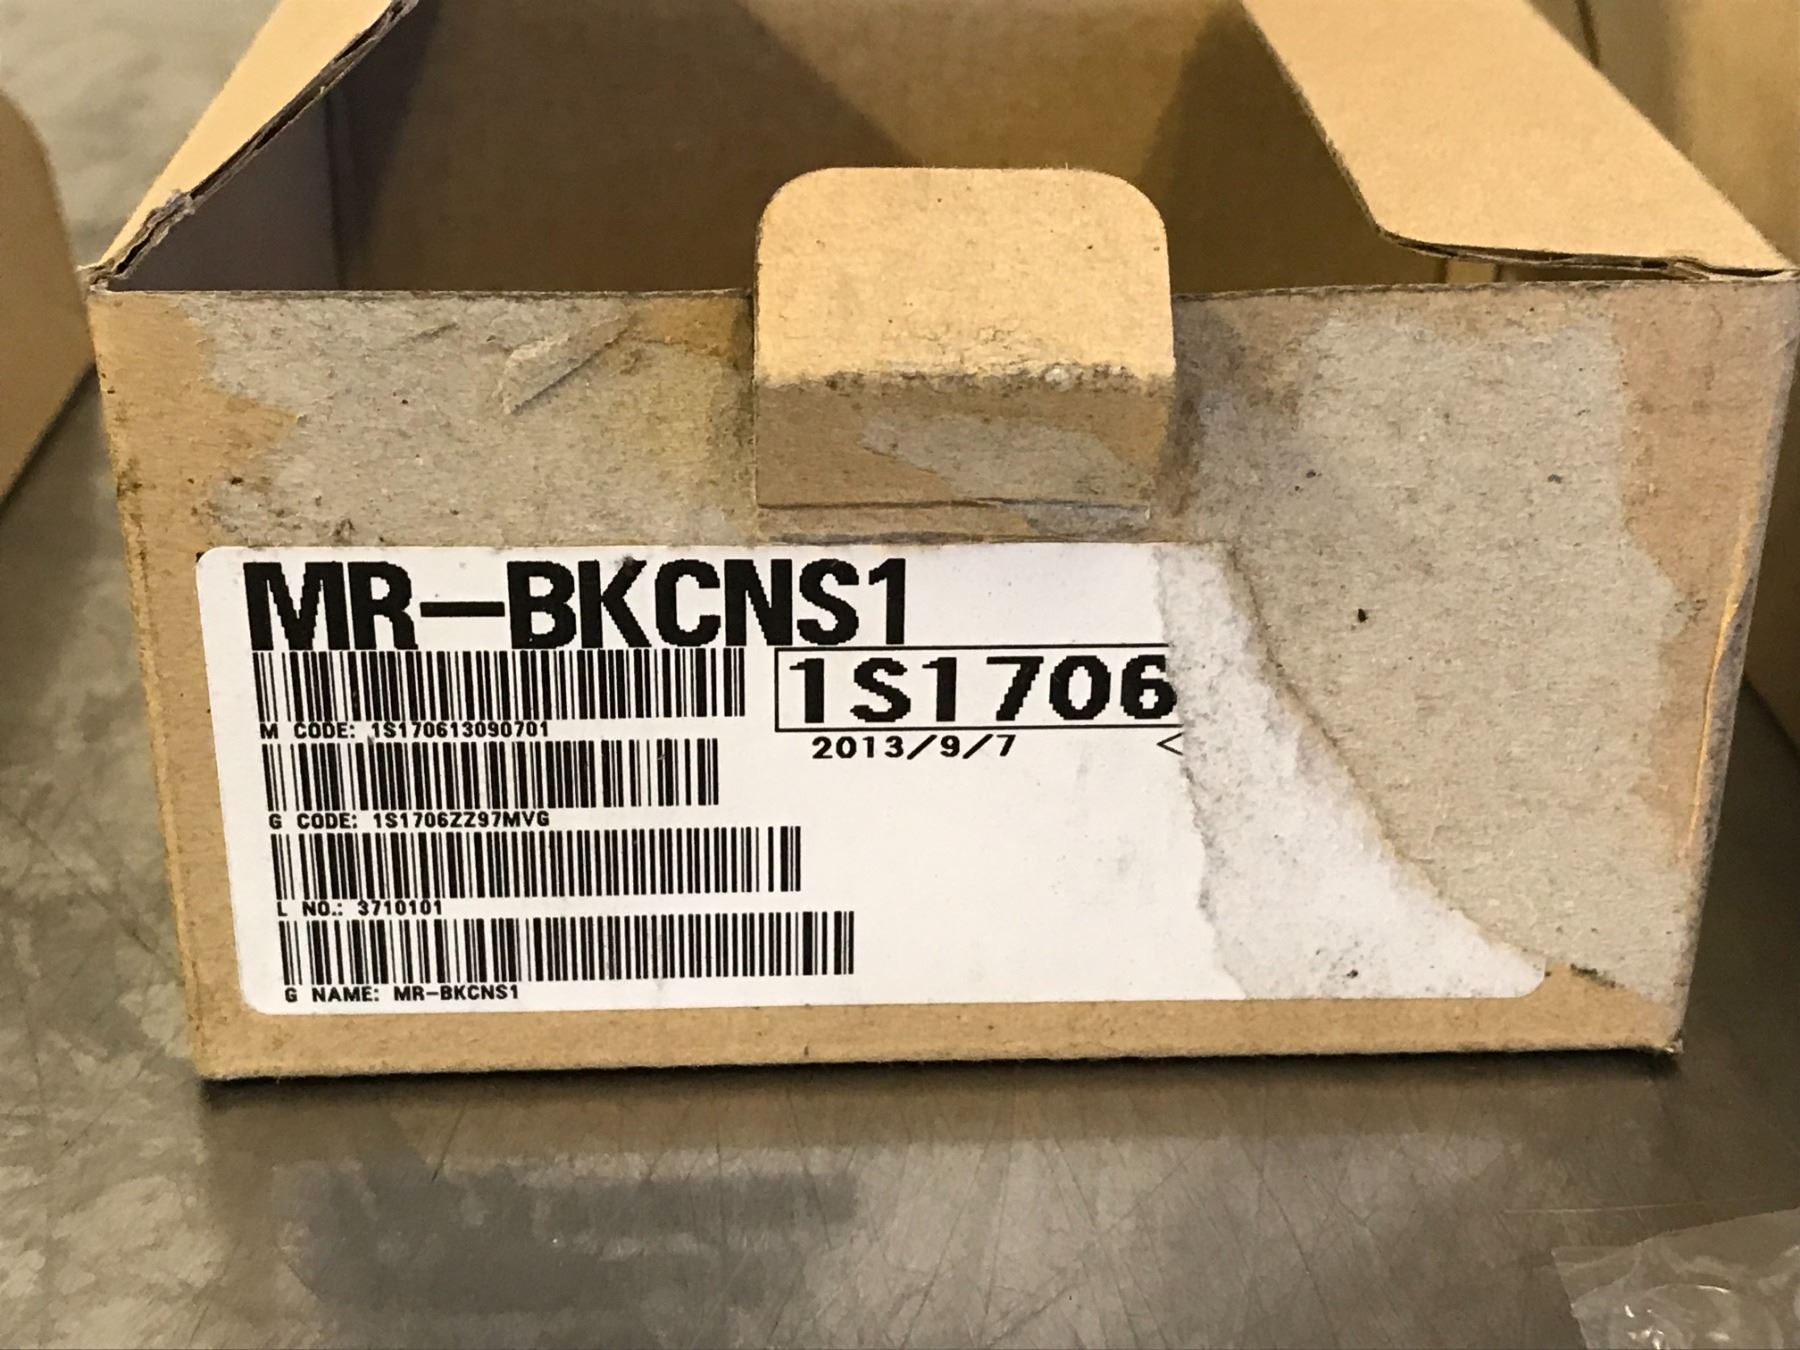 MR-BKCNS1
1S1706
M CODE: 1S170613090701
2013/9/7 <
G CODE: 1S1706ZZ97MVG
L NO.: 3710101
G NAME: MR-BKCNS1